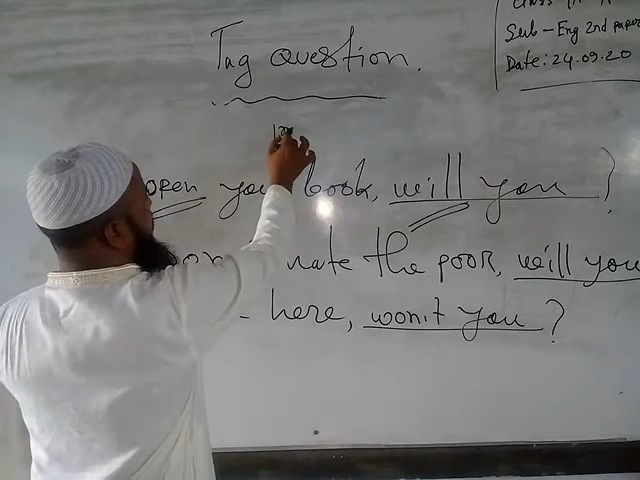 Tag question.
Sub - Eng 2nd paper
Date: 24.09.20
open you book, will you?
hate the poor, will you
here, won't you?